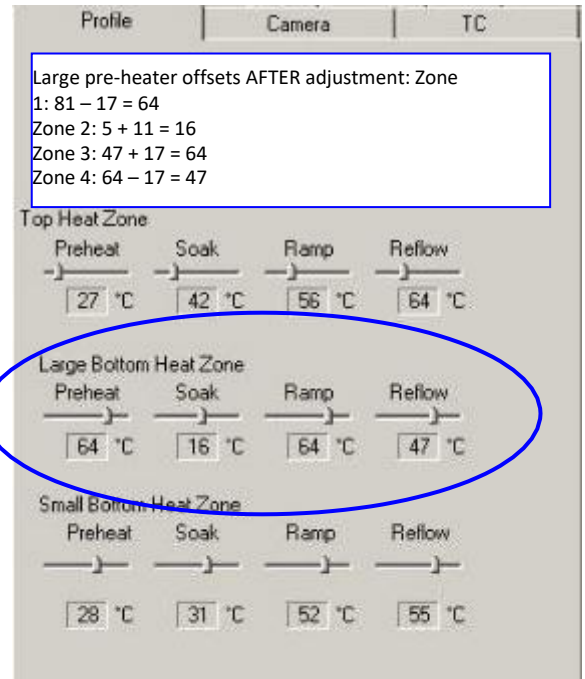 Profile Camera TC
Large pre-heater offsets AFTER adjustment: Zone
1: 81 – 17 = 64
Zone 2: 5 + 11 = 16
Zone 3: 47 + 17 = 64
Zone 4: 64 – 17 = 47
Top Heat Zone
Preheat Soak Ramp Reflow
27 °C 42 °C 56 °C 64 °C
Large Bottom Heat Zone
Preheat Soak Ramp Reflow
64 °C 16 °C 64 °C 47 °C
Small Bottom Heat Zone
Preheat Soak Ramp Reflow
28 °C 31 °C 52 °C 55 °C